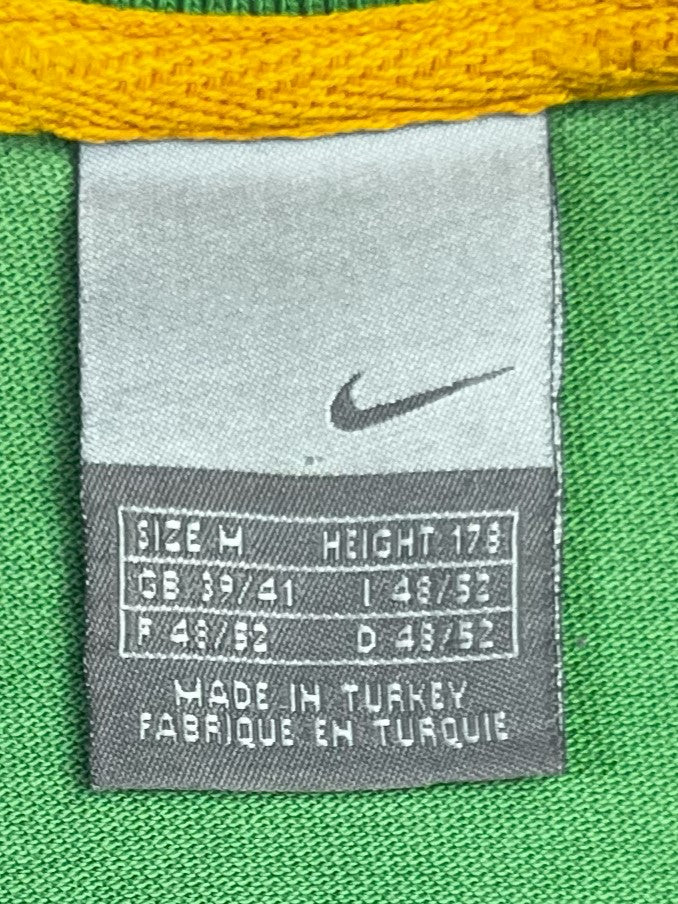 SIZE M HEIGHT 178
GB 39/41 I 48/52
F 48/52 D 48/52
MADE IN TURKEY
FABRIQUE EN TURQUIE